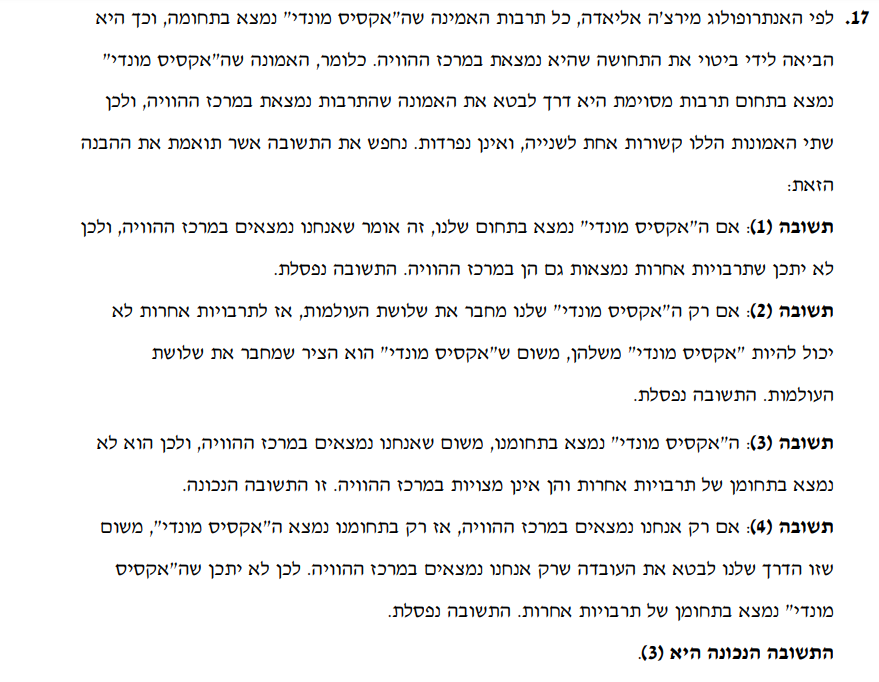 17. לפי האנתרופולוג מירצ'ה אליאדה, כל תרבות האמינה שה"אקסיס מונדי" נמצא בתחומה, וכך היא
הביאה לידי ביטוי את התחושה שהיא נמצאת במרכז ההוויה. כלומר, האמונה שה"אקסיס מונדי"
נמצא בתחום תרבות מסוימת היא דרך לבטא את האמונה שהתרבות נמצאת במרכז ההוויה, ולכן
שתי האמונות הללו קשורות אחת לשנייה, ואינן נפרדות. נחפש את התשובה אשר תואמת את ההבנה
הזאת:
תשובה (1): אם ה"אקסיס מונדי" נמצא בתחום שלנו, זה אומר שאנחנו נמצאים במרכז ההוויה, ולכן
לא יתכן שתרבויות אחרות נמצאות גם הן במרכז ההוויה. התשובה נפסלת.
תשובה (2): אם רק ה"אקסיס מונדי" שלנו מחבר את שלושת העולמות, אז לתרבויות אחרות לא
יכול להיות "אקסיס מונדי" משלהן, משום ש"אקסיס מונדי" הוא הציר שמחבר את שלושת
העולמות. התשובה נפסלת.
תשובה (3): ה"אקסיס מונדי" נמצא בתחומנו, משום שאנחנו נמצאים במרכז ההוויה, ולכן הוא לא
נמצא בתחומן של תרבויות אחרות והן אינן מצויות במרכז ההוויה. זו התשובה הנכונה.
תשובה (4): אם רק אנחנו נמצאים במרכז ההוויה, אז רק בתחומנו נמצא ה"אקסיס מונדי", משום
שזו הדרך שלנו לבטא את העובדה שרק אנחנו נמצאים במרכז ההוויה. לכן לא יתכן שה"אקסיס
מונדי" נמצא בתחומן של תרבויות אחרות. התשובה נפסלת.
התשובה הנכונה היא (3).